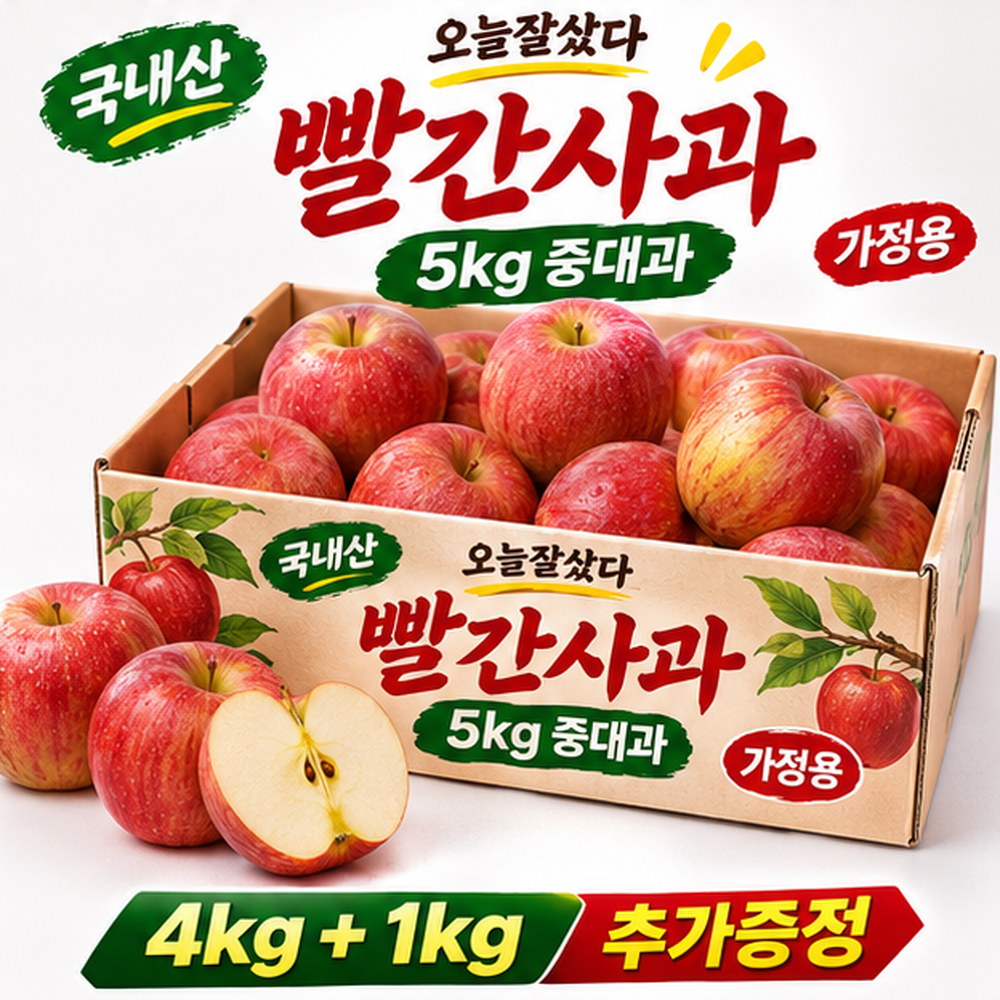 국내산
오늘잘샀다
빨간사과
5kg 중대과
가정용
국내산
오늘잘샀다
빨간사과
5kg 중대과
가정용
4kg + 1kg 추가증정